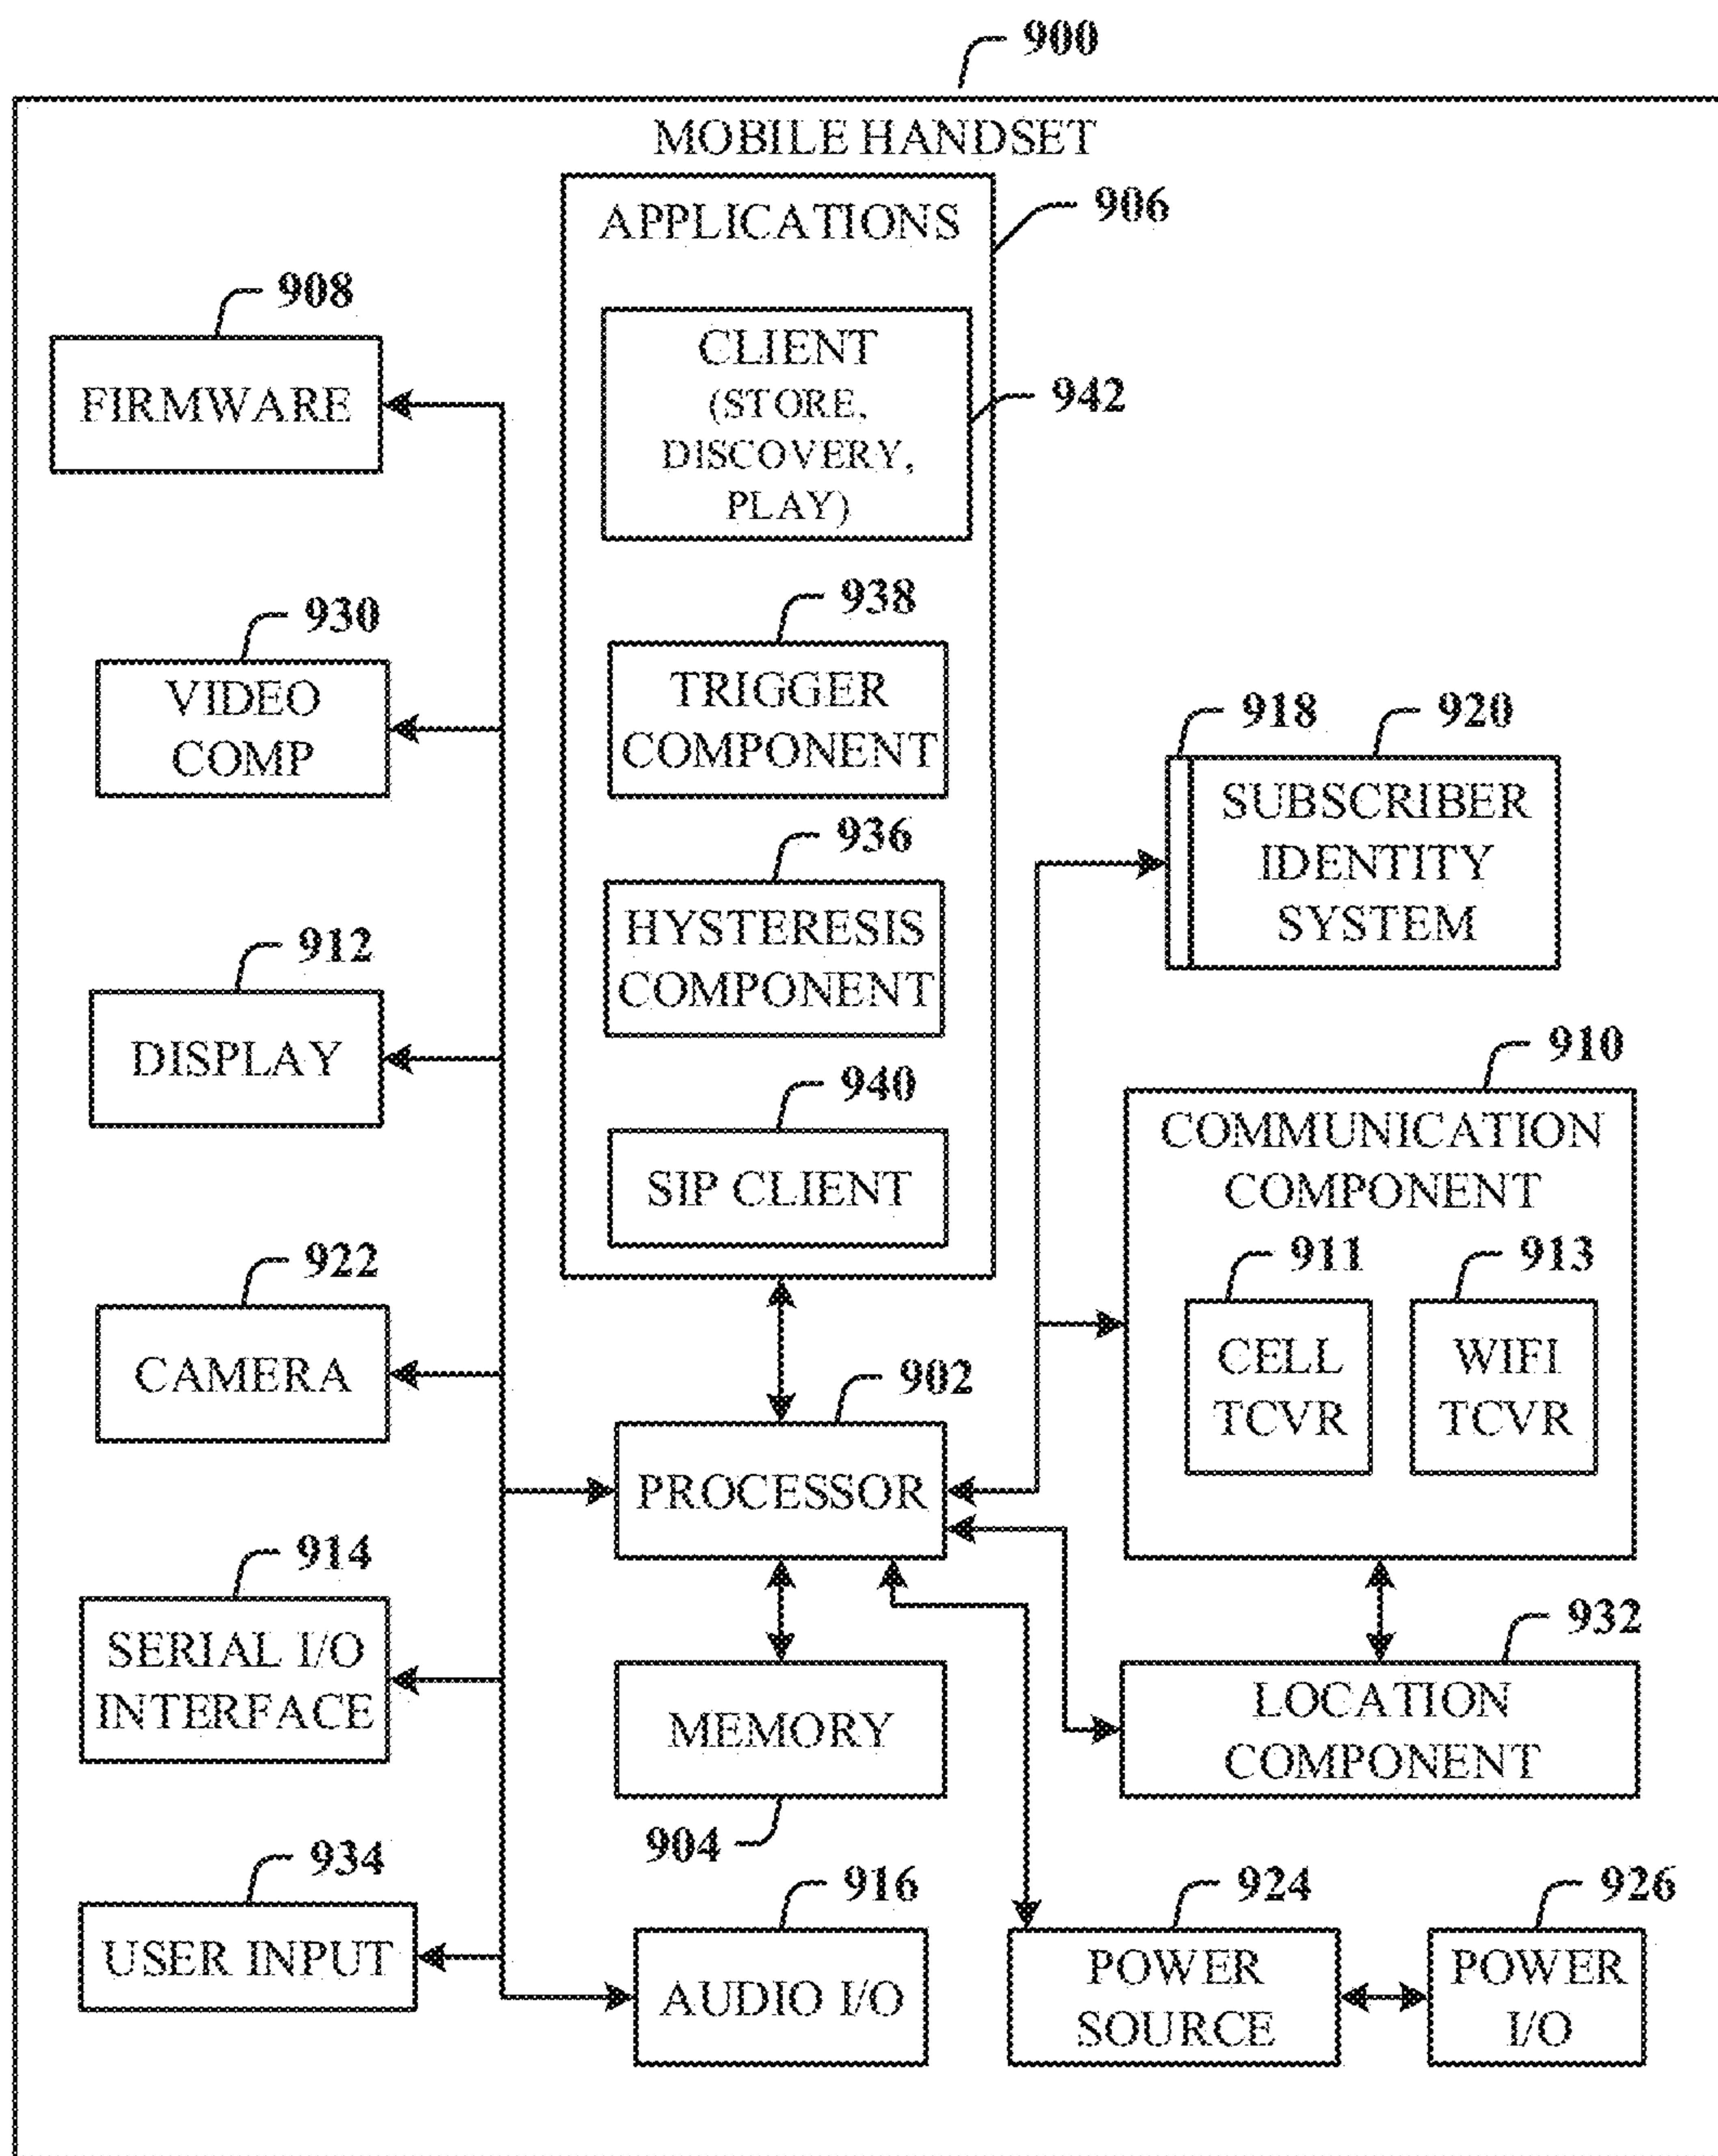 900
MOBILE HANDSET
906
APPLICATIONS
908
FIRMWARE
CLIENT
(STORE,
DISCOVERY,
PLAY)
942
930
VIDEO
COMP
938
TRIGGER
COMPONENT
918
920
SUBSCRIBER
IDENTITY
SYSTEM
936
HYSTERESIS
COMPONENT
912
DISPLAY
940
SIP CLIENT
910
COMMUNICATION
COMPONENT
911
CELL
TCVR
913
WIFI
TCVR
922
CAMERA
902
PROCESSOR
914
SERIAL I/O
INTERFACE
MEMORY
904
932
LOCATION
COMPONENT
934
USER INPUT
916
AUDIO I/O
924
POWER
SOURCE
926
POWER
I/O